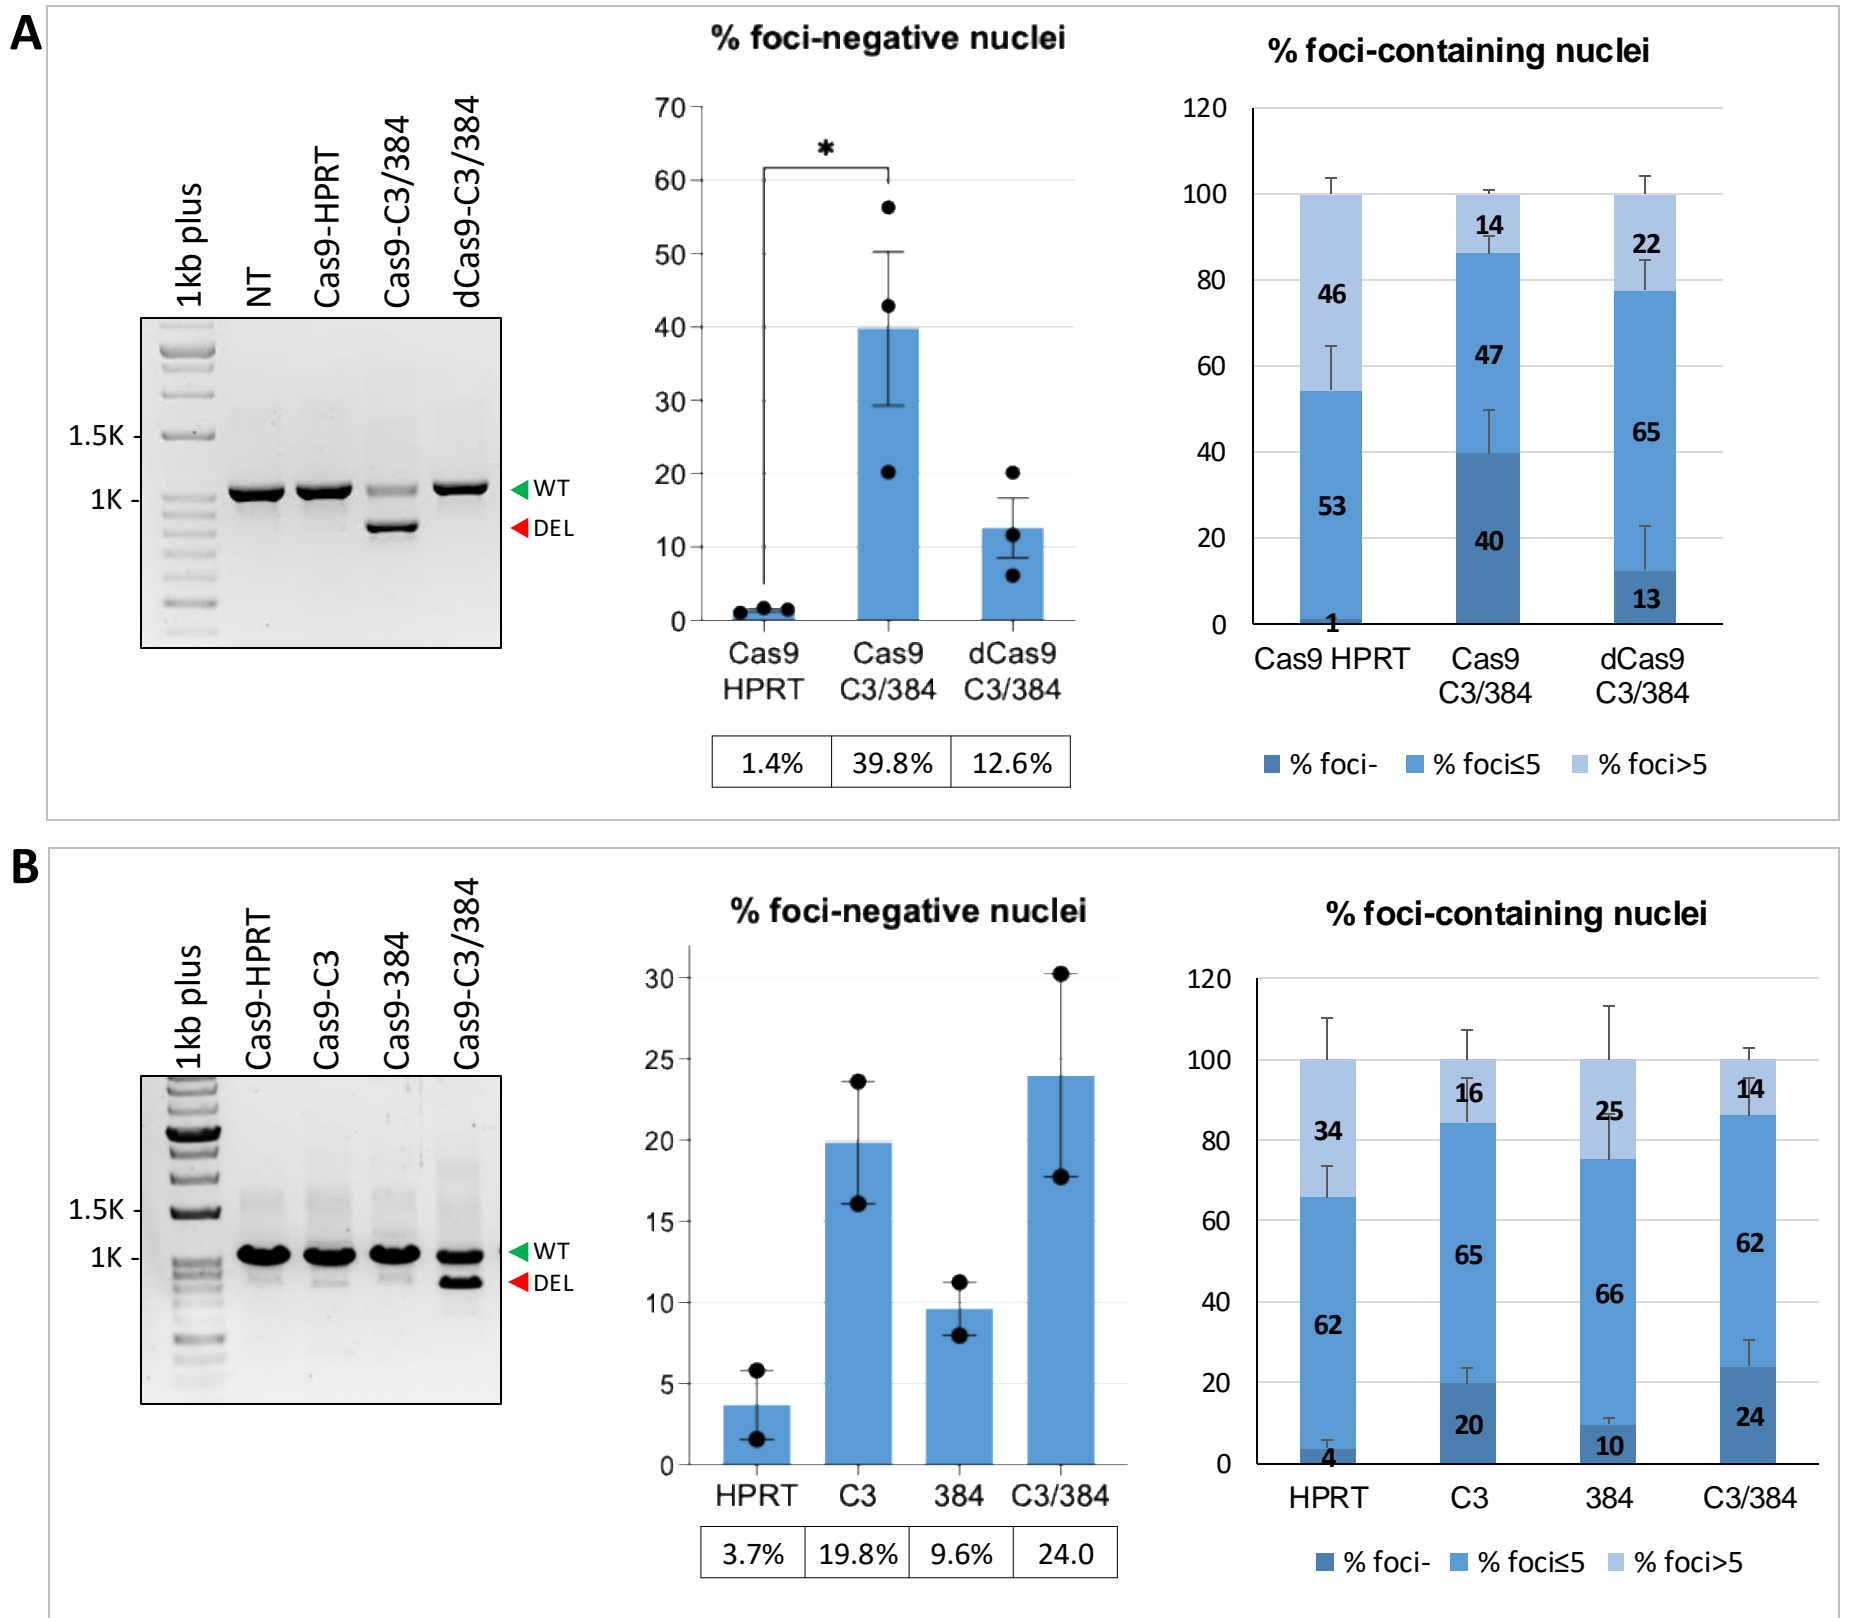 A
1kb plus
NT
Cas9-HPRT
Cas9-C3/384
dCas9-C3/384
1.5K -
1K -
WT
DEL
% foci-negative nuclei
70
60
50
40
30
20
10
0
*
Cas9 HPRT
Cas9 C3/384
dCas9 C3/384
1.4% 39.8% 12.6%
% foci-containing nuclei
120
100
80
60
40
20
0
46
53
1
14
47
40
22
65
13
Cas9 HPRT
Cas9 C3/384
dCas9 C3/384
% foci- % foci≤5 % foci>5
B
1kb plus
Cas9-HPRT
Cas9-C3
Cas9-384
Cas9-C3/384
1.5K -
1K -
WT
DEL
% foci-negative nuclei
30
25
20
15
10
5
0
HPRT C3 384 C3/384
3.7% 19.8% 9.6% 24.0
% foci-containing nuclei
120
100
80
60
40
20
0
34
62
4
16
65
20
25
66
10
14
62
24
HPRT C3 384 C3/384
% foci- % foci≤5 % foci>5